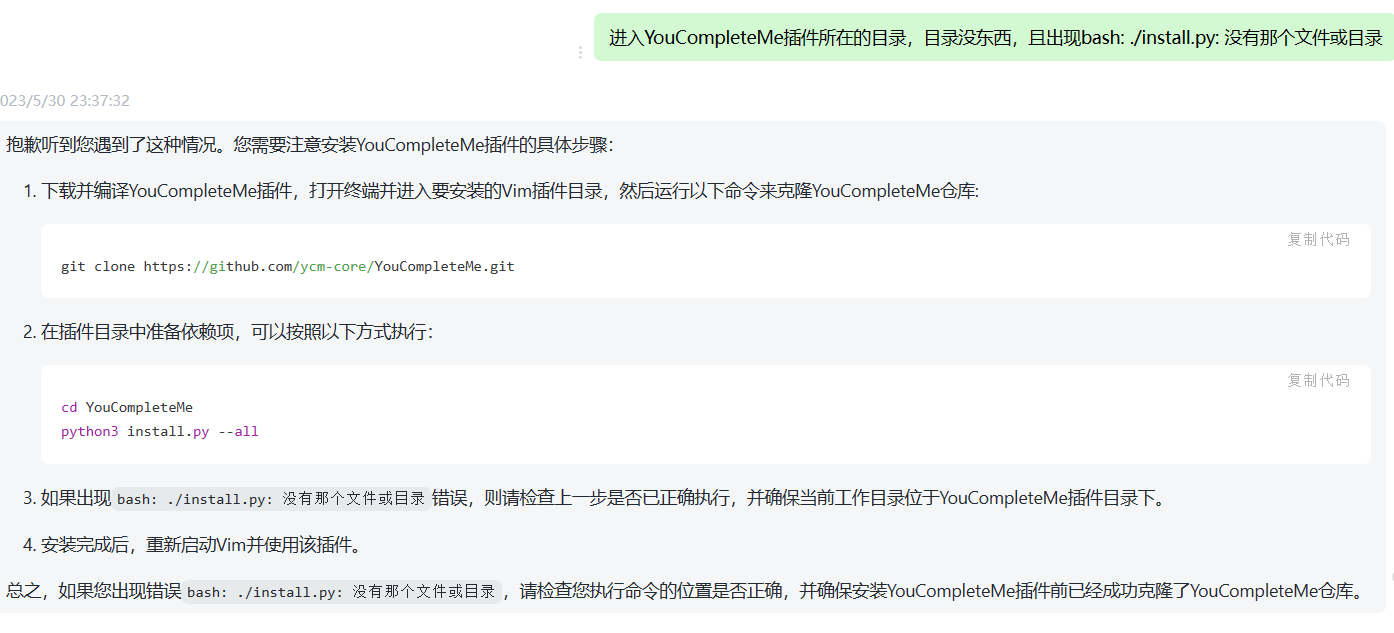 进入YouCompleteMe插件所在的目录，目录没东西，且出现bash: ./install.py: 没有那个文件或目录
023/5/30 23:37:32
抱歉听到您遇到了这种情况。您需要注意安装YouCompleteMe插件的具体步骤：
1. 下载并编译YouCompleteMe插件，打开终端并进入要安装的Vim插件目录，然后运行以下命令来克隆YouCompleteMe仓库:
复制代码
git clone https://github.com/ycm-core/YouCompleteMe.git
2. 在插件目录中准备依赖项，可以按照以下方式执行：
复制代码
cd YouCompleteMe
python3 install.py --all
3. 如果出现bash: ./install.py: 没有那个文件或目录错误，则请检查上一步是否已正确执行，并确保当前工作目录位于YouCompleteMe插件目录下。
4. 安装完成后，重新启动Vim并使用该插件。
总之，如果您出现错误bash: ./install.py: 没有那个文件或目录，请检查您执行命令的位置是否正确，并确保安装YouCompleteMe插件前已经成功克隆了YouCompleteMe仓库。